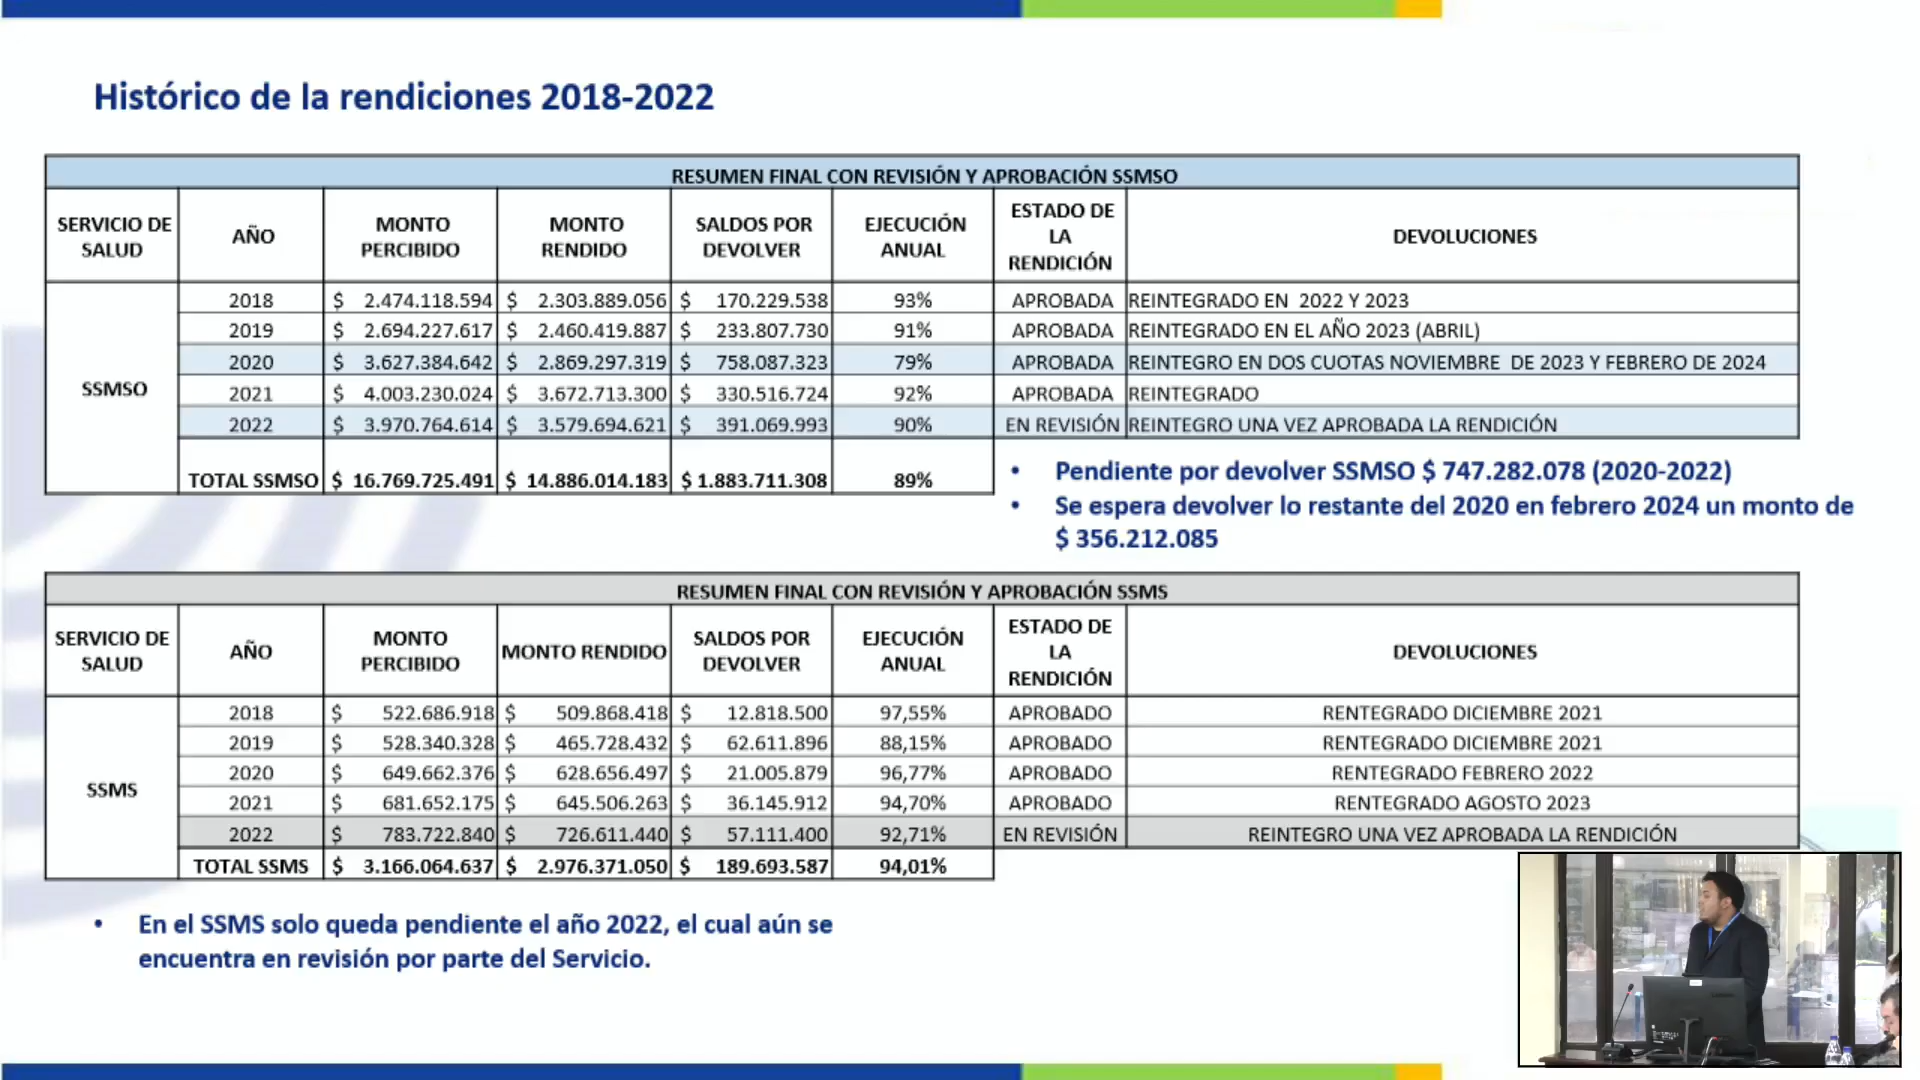 Histórico de la rendiciones 2018-2022
RESUMEN FINAL CON REVISIÓN Y APROBACIÓN SSMSO
SERVICIO DE SALUD AÑO MONTO PERCIBIDO MONTO RENDIDO SALDOS POR DEVOLVER EJECUCIÓN ANUAL ESTADO DE LA RENDICIÓN DEVOLUCIONES
SSMSO
2018 $ 2.474.118.594 $ 2.303.889.056 $ 170.229.538 93% APROBADA REINTEGRADO EN 2022 Y 2023
2019 $ 2.694.227.617 $ 2.460.419.887 $ 233.807.730 91% APROBADA REINTEGRADO EN EL AÑO 2023 (ABRIL)
2020 $ 3.627.384.642 $ 2.869.297.319 $ 758.087.323 79% APROBADA REINTEGRO EN DOS CUOTAS NOVIEMBRE DE 2023 Y FEBRERO DE 2024
2021 $ 4.003.230.024 $ 3.672.713.300 $ 330.516.724 92% APROBADA REINTEGRADO
2022 $ 3.970.764.614 $ 3.579.694.621 $ 391.069.993 90% EN REVISIÓN REINTEGRO UNA VEZ APROBADA LA RENDICIÓN
TOTAL SSMSO $ 16.769.725.491 $ 14.886.014.183 $ 1.883.711.308 89%
• Pendiente por devolver SSMSO $ 747.282.078 (2020-2022)
• Se espera devolver lo restante del 2020 en febrero 2024 un monto de
$ 356.212.085
RESUMEN FINAL CON REVISIÓN Y APROBACIÓN SSMS
SERVICIO DE SALUD AÑO MONTO PERCIBIDO MONTO RENDIDO SALDOS POR DEVOLVER EJECUCIÓN ANUAL ESTADO DE LA RENDICIÓN DEVOLUCIONES
SSMS
2018 $ 522.686.918 $ 509.868.418 $ 12.818.500 97,55% APROBADO RENTEGRADO DICIEMBRE 2021
2019 $ 528.340.328 $ 465.728.432 $ 62.611.896 88,15% APROBADO RENTEGRADO DICIEMBRE 2021
2020 $ 649.662.376 $ 628.656.497 $ 21.005.879 96,77% APROBADO RENTEGRADO FEBRERO 2022
2021 $ 681.652.175 $ 645.506.263 $ 36.145.912 94,70% APROBADO RENTEGRADO AGOSTO 2023
2022 $ 783.722.840 $ 726.611.440 $ 57.111.400 92,71% EN REVISIÓN REINTEGRO UNA VEZ APROBADA LA RENDICIÓN
TOTAL SSMS $ 3.166.064.637 $ 2.976.371.050 $ 189.693.587 94,01%
• En el SSMS solo queda pendiente el año 2022, el cual aún se
encuentra en revisión por parte del Servicio.